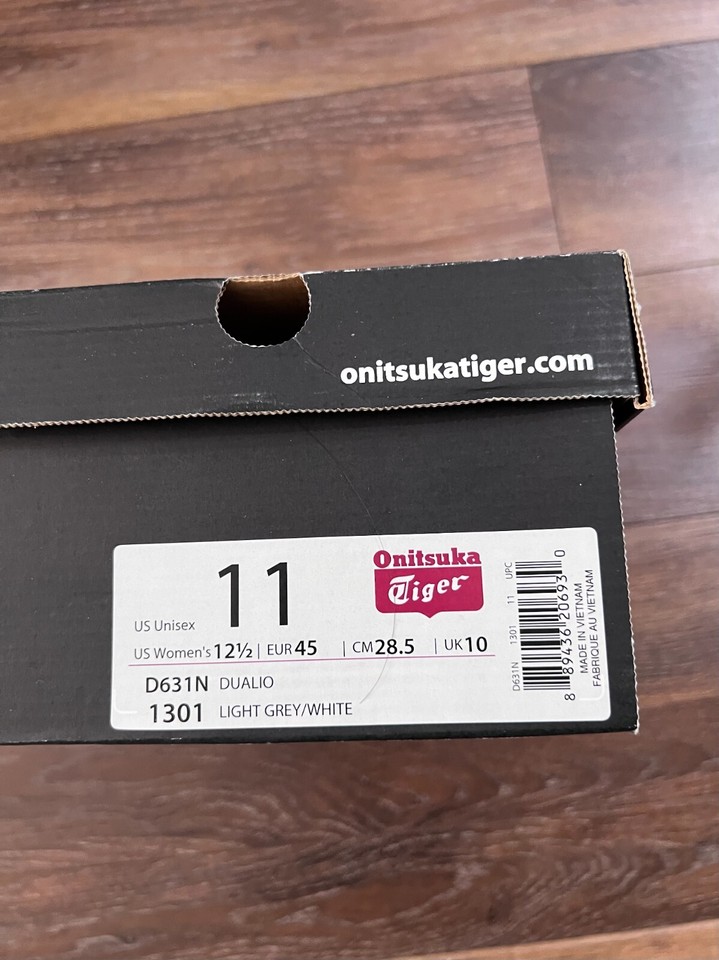 onitsukatiger.com
US Unisex 11
Onitsuka
Tiger
US Women's 12½ | EUR 45 | CM 28.5 | UK 10
D631N DUALIO
1301 LIGHT GREY/WHITE
D631N 1301 11 UPC
8 89436 20693 0
MADE IN VIETNAM
FABRIQUE AU VIETNAM